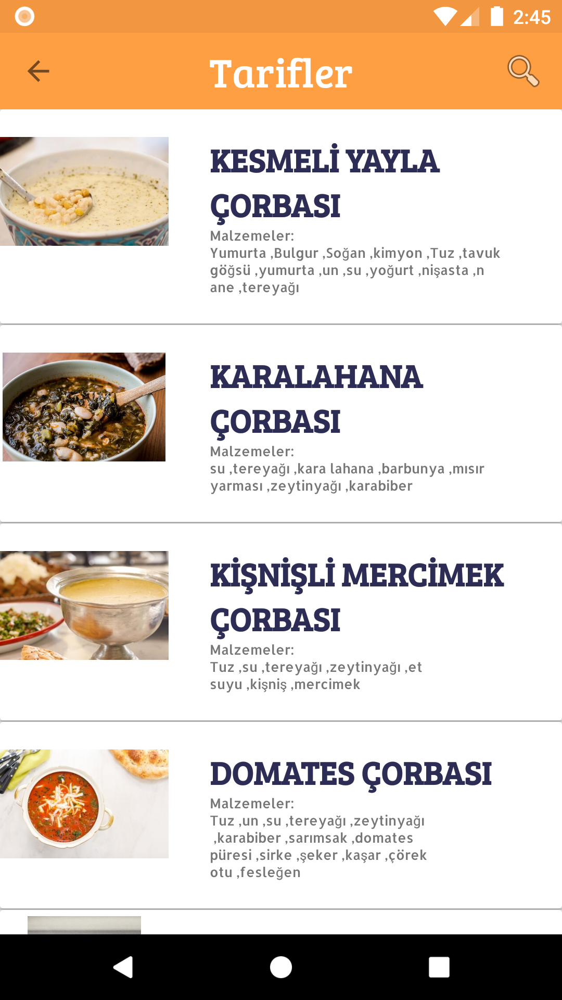 2:45
Tarifler
KESMELİ YAYLA
ÇORBASI
Malzemeler:
Yumurta ,Bulgur ,Soğan ,kimyon ,Tuz ,tavuk
göğsü ,yumurta ,un ,su ,yoğurt ,nişasta ,n
ane ,tereyağı
KARALAHANA
ÇORBASI
Malzemeler:
su ,tereyağı ,kara lahana ,barbunya ,mısır
yarması ,zeytinyağı ,karabiber
KİŞNİŞLİ MERCİMEK
ÇORBASI
Malzemeler:
Tuz ,su ,tereyağı ,zeytinyağı ,et
suyu ,kişniş ,mercimek
DOMATES ÇORBASI
Malzemeler:
Tuz ,un ,su ,tereyağı ,zeytinyağı
,karabiber ,sarımsak ,domates
püresi ,sirke ,şeker ,kaşar ,çörek
otu ,fesleğen